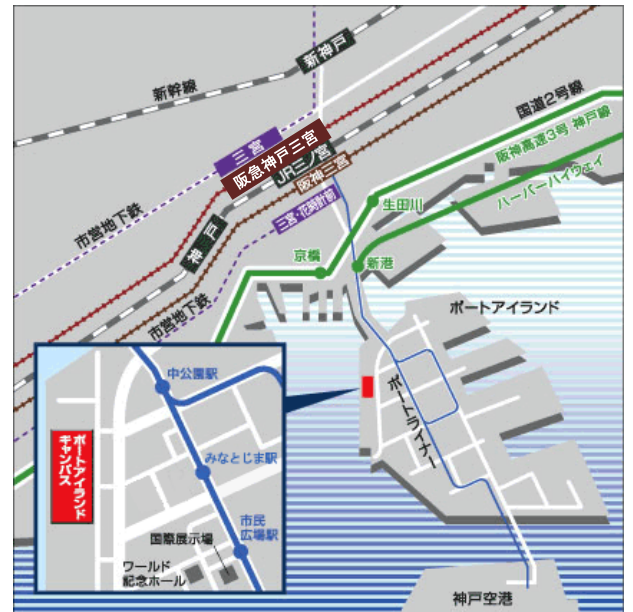 新神戸
新幹線
国道2号線
三宮
阪急神戸三宮
JR三ノ宮
阪神三宮
阪神高速3号 神戸線
ハーバーハイウェイ
市営地下鉄
三宮・花時計前
生田川
神戸
京橋
新港
市営地下鉄
ポートアイランド
ポートライナー
中公園駅
ポートアイランド
キャンパス
みなとじま駅
市民
広場駅
国際展示場
ワールド
記念ホール
神戸空港